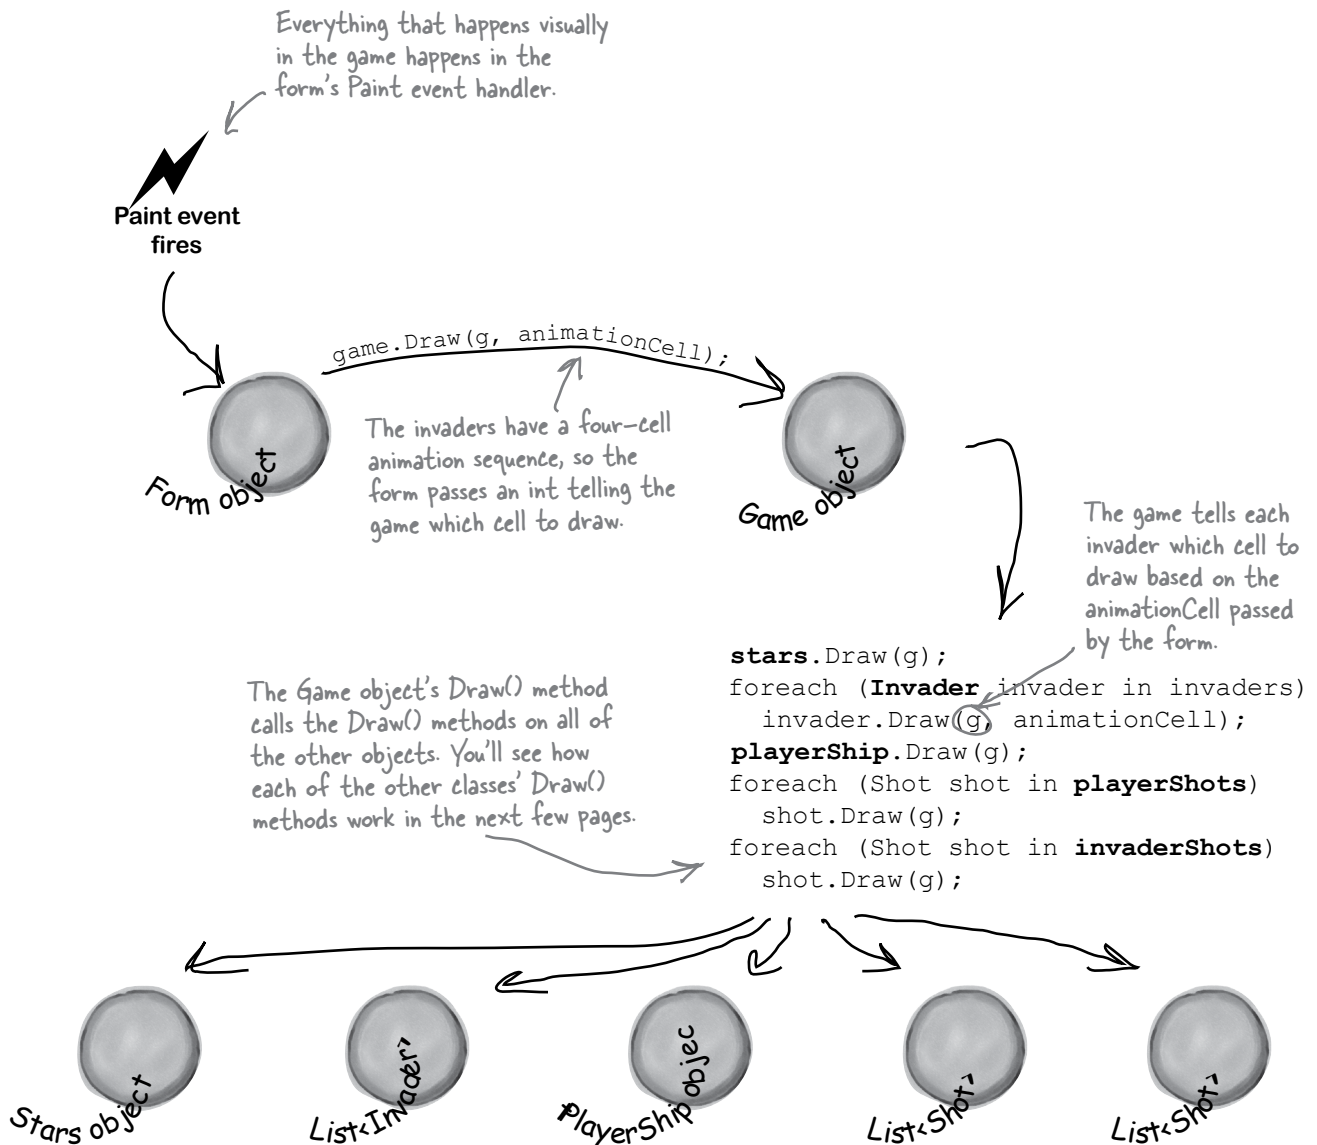 Everything that happens visually
in the game happens in the
form's Paint event handler.
Paint event
fires
game.Draw(g, animationCell);
Form object
The invaders have a four-cell
animation sequence, so the
form passes an int telling the
game which cell to draw.
Game object
The game tells each
invader which cell to
draw based on the
animationCell passed
by the form.
The Game object's Draw() method
calls the Draw() methods on all of
the other objects. You'll see how
each of the other classes' Draw()
methods work in the next few pages.
stars.Draw(g);
foreach (Invader invader in invaders)
  invader.Draw(g, animationCell);
playerShip.Draw(g);
foreach (Shot shot in playerShots)
  shot.Draw(g);
foreach (Shot shot in invaderShots)
  shot.Draw(g);
Stars object
List<Invader>
PlayerShip objec
List<Shot>
List<Shot>